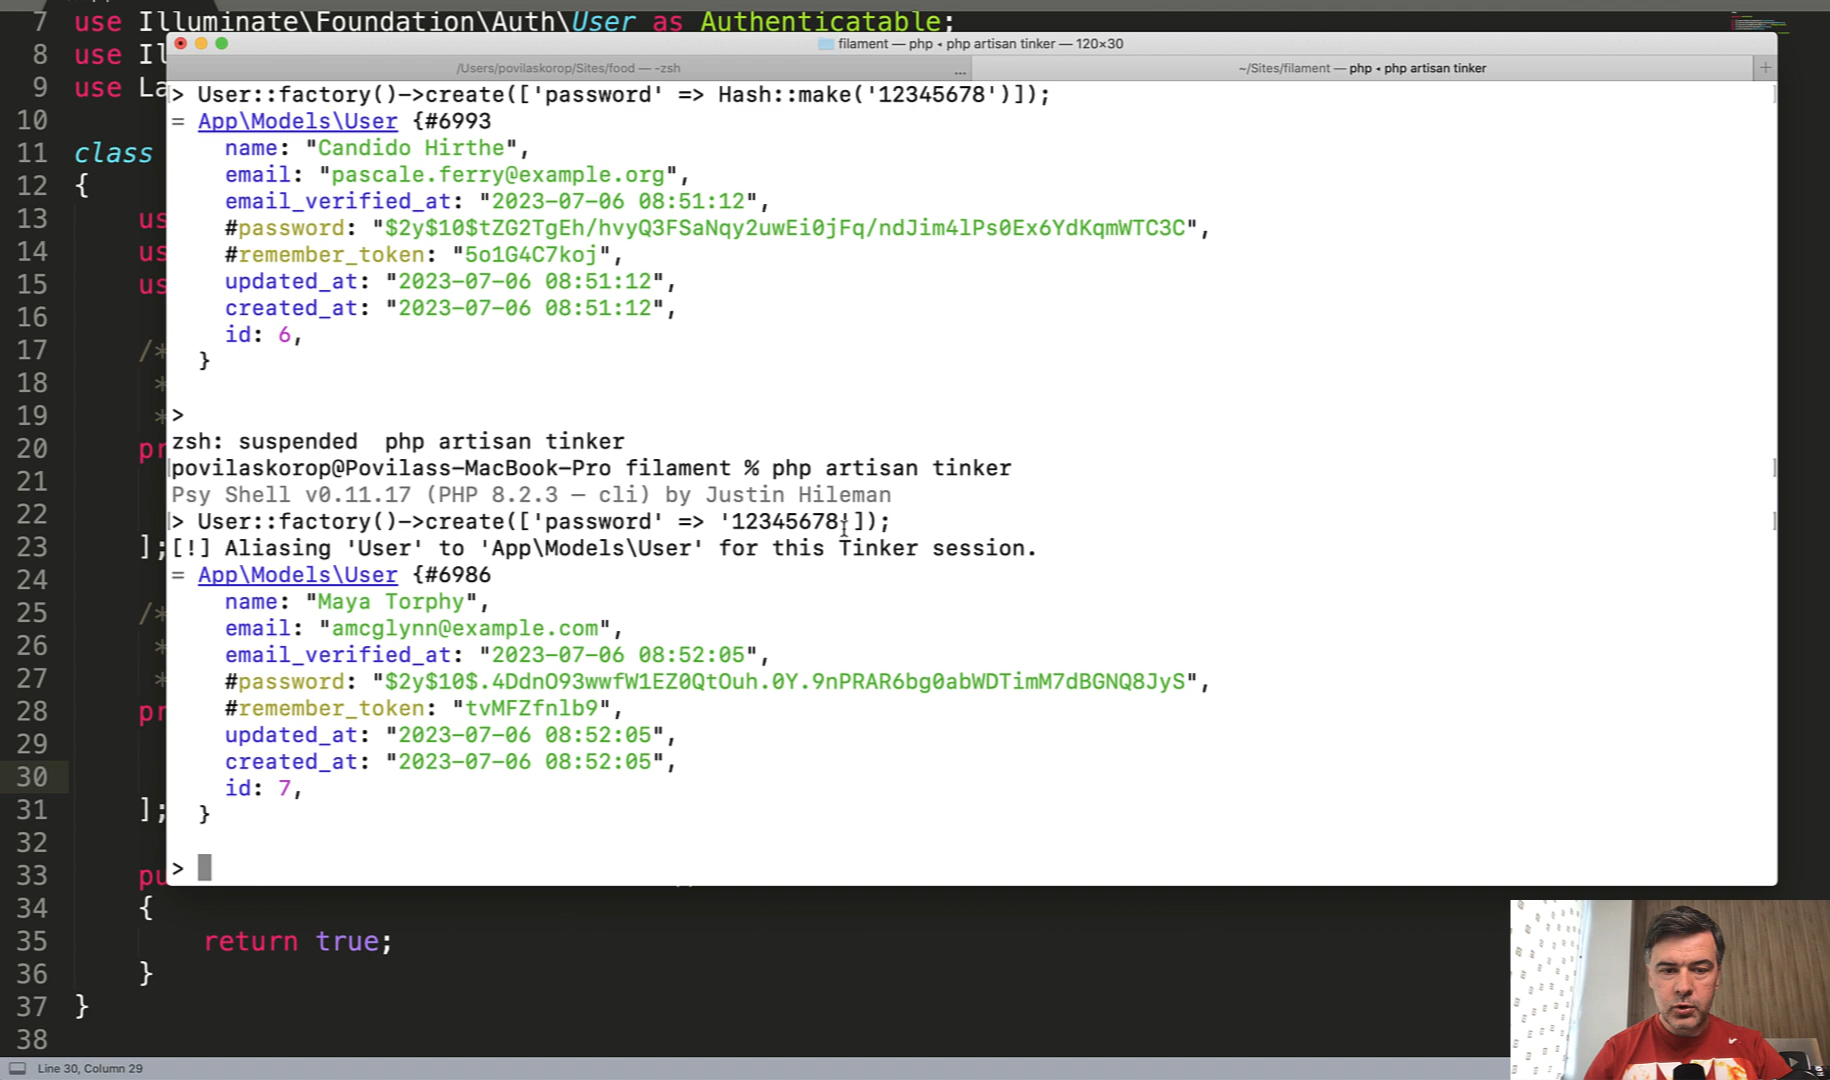 7 use Illuminate\Foundation\Auth\User as Authenticatable;
8 use Il
9 use La
10
11 class
12 {
13 us
14 us
15 us
16
17 /*
18 *
19 *
20 pr
21
22
23 ];
24
25 /*
26 *
27 *
28 pr
29
30
31 ];
32
33 pu
34 {
35 return true;
36 }
37 }
38
filament — php ◂ php artisan tinker — 120×30
/Users/povilaskorop/Sites/food — -zsh ...
~/Sites/filament — php ◂ php artisan tinker +
> User::factory()->create(['password' => Hash::make('12345678')]);
= App\Models\User {#6993
name: "Candido Hirthe",
email: "pascale.ferry@example.org",
email_verified_at: "2023-07-06 08:51:12",
#password: "$2y$10$tZG2TgEh/hvyQ3FSaNqy2uwEi0jFq/ndJim4lPs0Ex6YdKqmWTC3C",
#remember_token: "5o1G4C7koj",
updated_at: "2023-07-06 08:51:12",
created_at: "2023-07-06 08:51:12",
id: 6,
}
>
zsh: suspended php artisan tinker
povilaskorop@Povilass-MacBook-Pro filament % php artisan tinker
Psy Shell v0.11.17 (PHP 8.2.3 — cli) by Justin Hileman
> User::factory()->create(['password' => '12345678']);
[!] Aliasing 'User' to 'App\Models\User' for this Tinker session.
= App\Models\User {#6986
name: "Maya Torphy",
email: "amcglynn@example.com",
email_verified_at: "2023-07-06 08:52:05",
#password: "$2y$10$.4DdnO93wwfW1EZ0QtOuh.0Y.9nPRAR6bg0abWDTimM7dBGNQ8JyS",
#remember_token: "tvMFZfnlb9",
updated_at: "2023-07-06 08:52:05",
created_at: "2023-07-06 08:52:05",
id: 7,
}
>
Line 30, Column 29